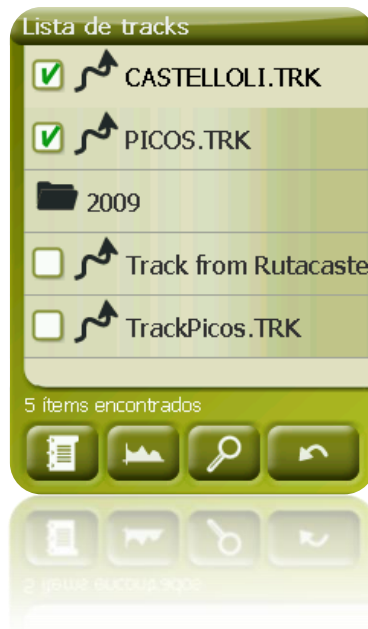 Lista de tracks
CASTELLOLI.TRK
PICOS.TRK
2009
Track from Rutacaste
TrackPicos.TRK
5 ítems encontrados